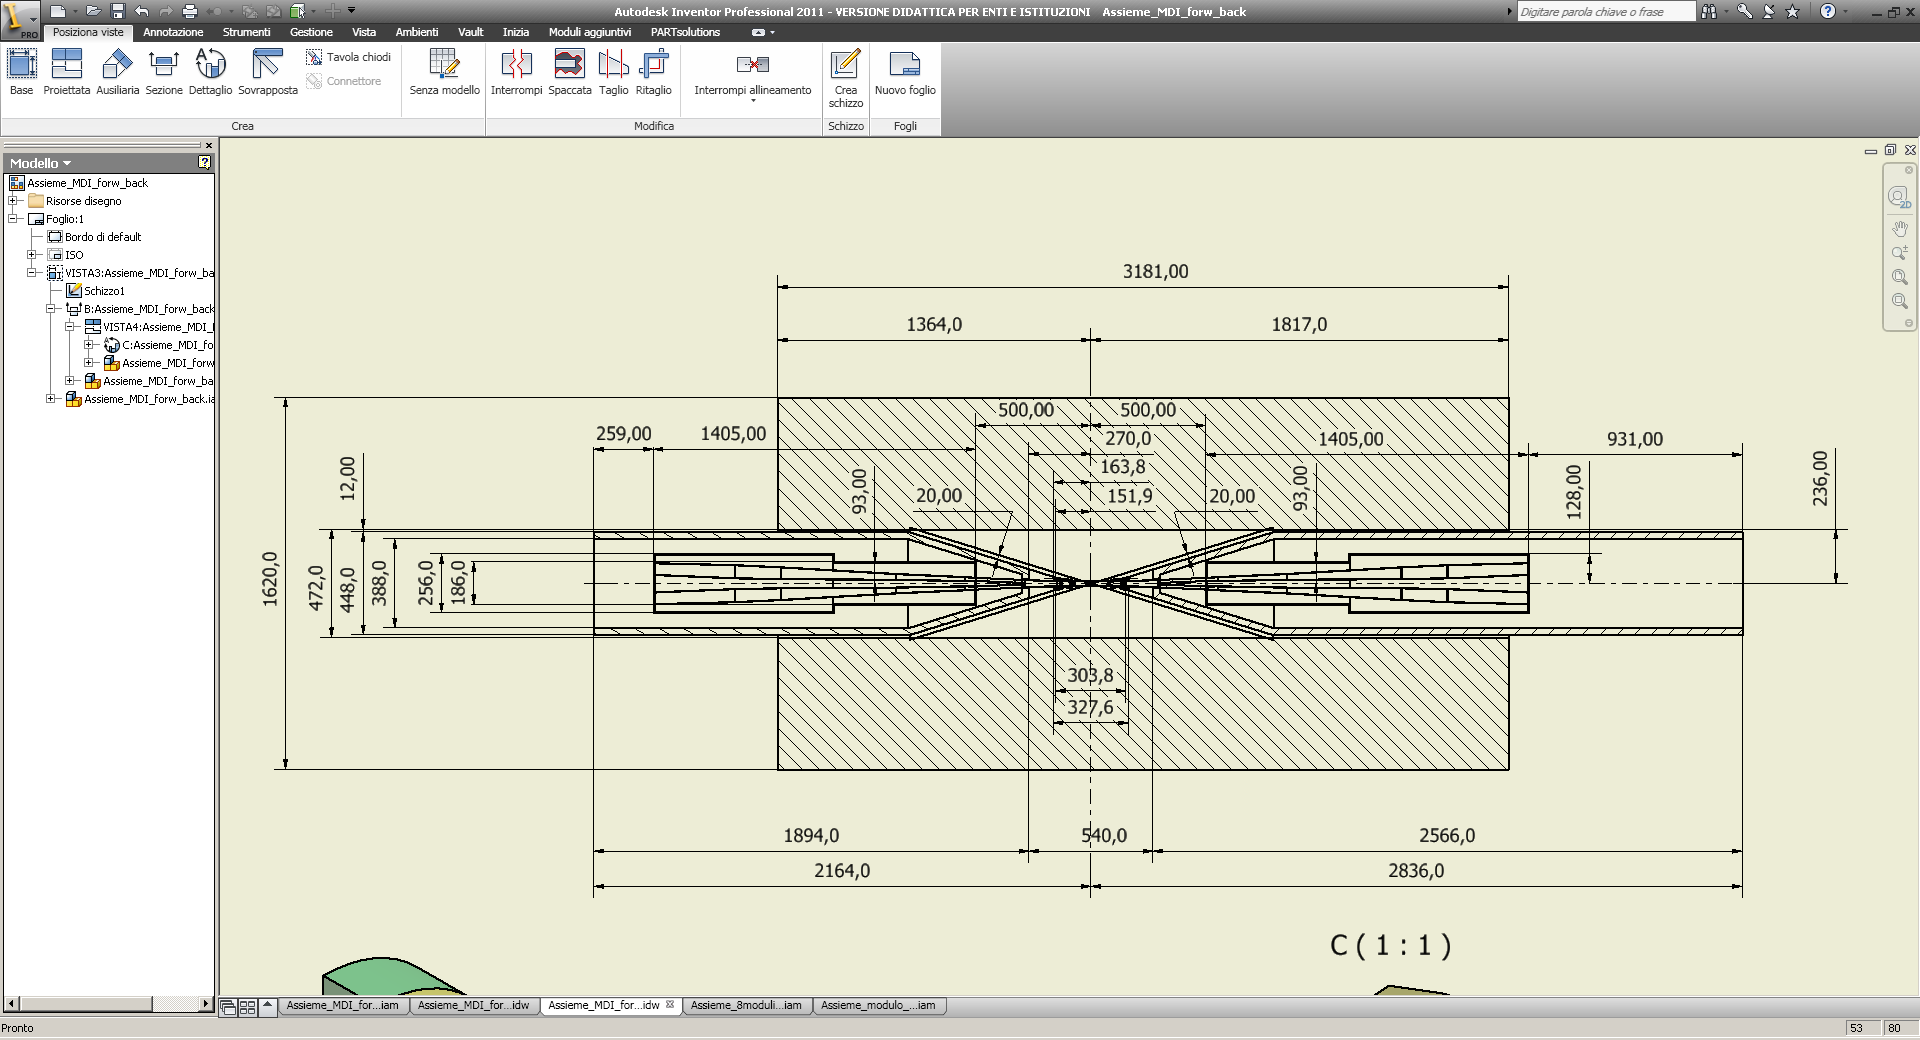 Autodesk Inventor Professional 2011 - VERSIONE DIDATTICA PER ENTI E ISTITUZIONI Assieme_MDI_forw_back
Digitare parola chiave o frase
PRO
Posiziona viste Annotazione Strumenti Gestione Vista Ambienti Vault Inizia Moduli aggiuntivi PARTsolutions
Base Proiettata Ausiliaria Sezione Dettaglio Sovrapposta
Tavola chiodi
Connettore
Senza modello
Interrompi Spaccata Taglio Ritaglio
Interrompi allineamento
Crea schizzo
Nuovo foglio
Crea Modifica Schizzo Fogli
Modello
Assieme_MDI_forw_back
Risorse disegno
Foglio:1
Bordo di default
ISO
VISTA3:Assieme_MDI_forw_ba
Schizzo1
B:Assieme_MDI_forw_back
VISTA4:Assieme_MDI_
C:Assieme_MDI_fo
Assieme_MDI_forw
Assieme_MDI_forw_ba
Assieme_MDI_forw_back.ia
2D
3181,00
1364,0 1817,0
500,00 500,00
259,00 1405,00 270,0 1405,00 931,00
163,8
12,00 93,00 20,00 151,9 20,00 93,00 128,00 236,00
1620,0 472,0 448,0 388,0 256,0 186,0
303,8
327,6
1894,0 540,0 2566,0
2164,0 2836,0
C ( 1 : 1 )
Assieme_MDI_for...iam Assieme_MDI_for...idw Assieme_MDI_for...idw Assieme_8moduli...iam Assieme_modulo_...iam
Pronto
53 80